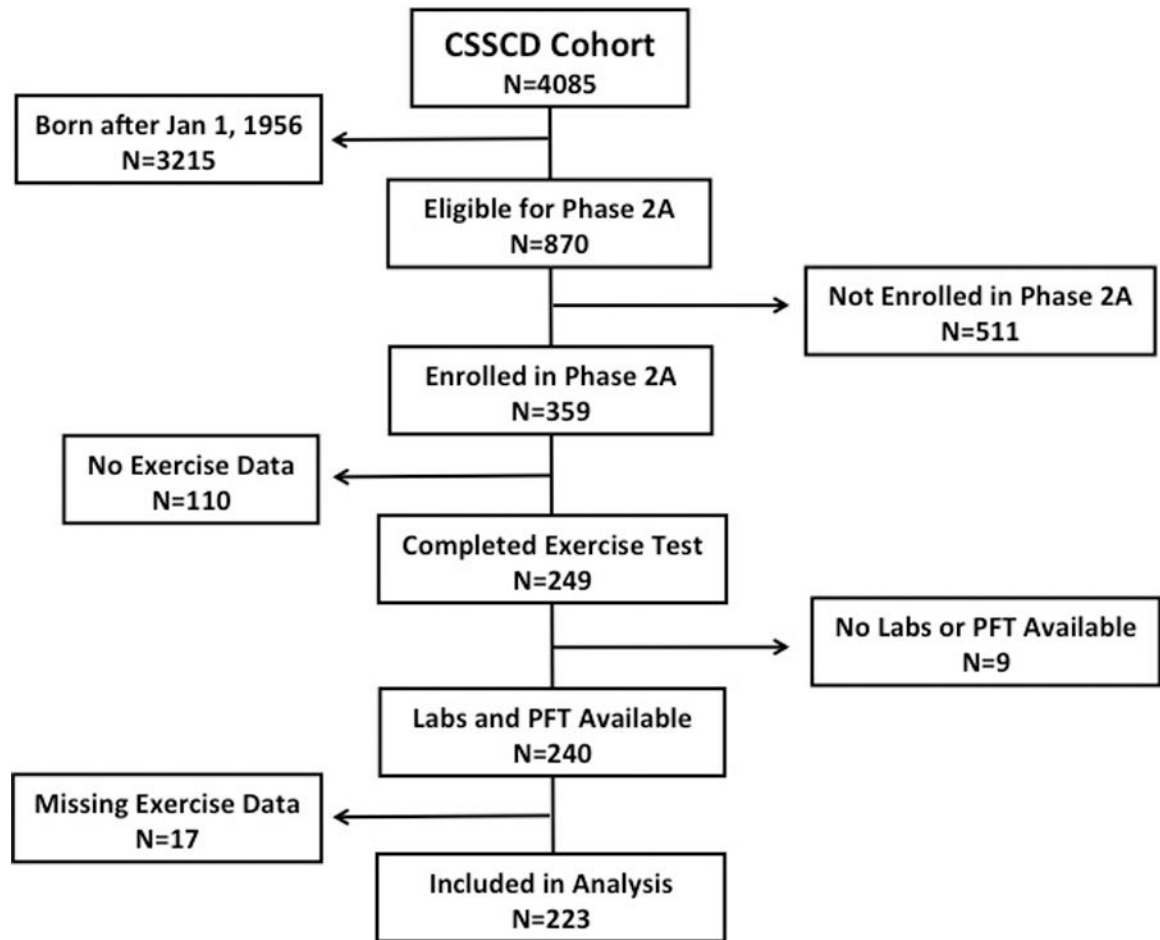 CSSCD Cohort
N=4085
Born after Jan 1, 1956
N=3215
Eligible for Phase 2A
N=870
Not Enrolled in Phase 2A
N=511
Enrolled in Phase 2A
N=359
No Exercise Data
N=110
Completed Exercise Test
N=249
No Labs or PFT Available
N=9
Labs and PFT Available
N=240
Missing Exercise Data
N=17
Included in Analysis
N=223